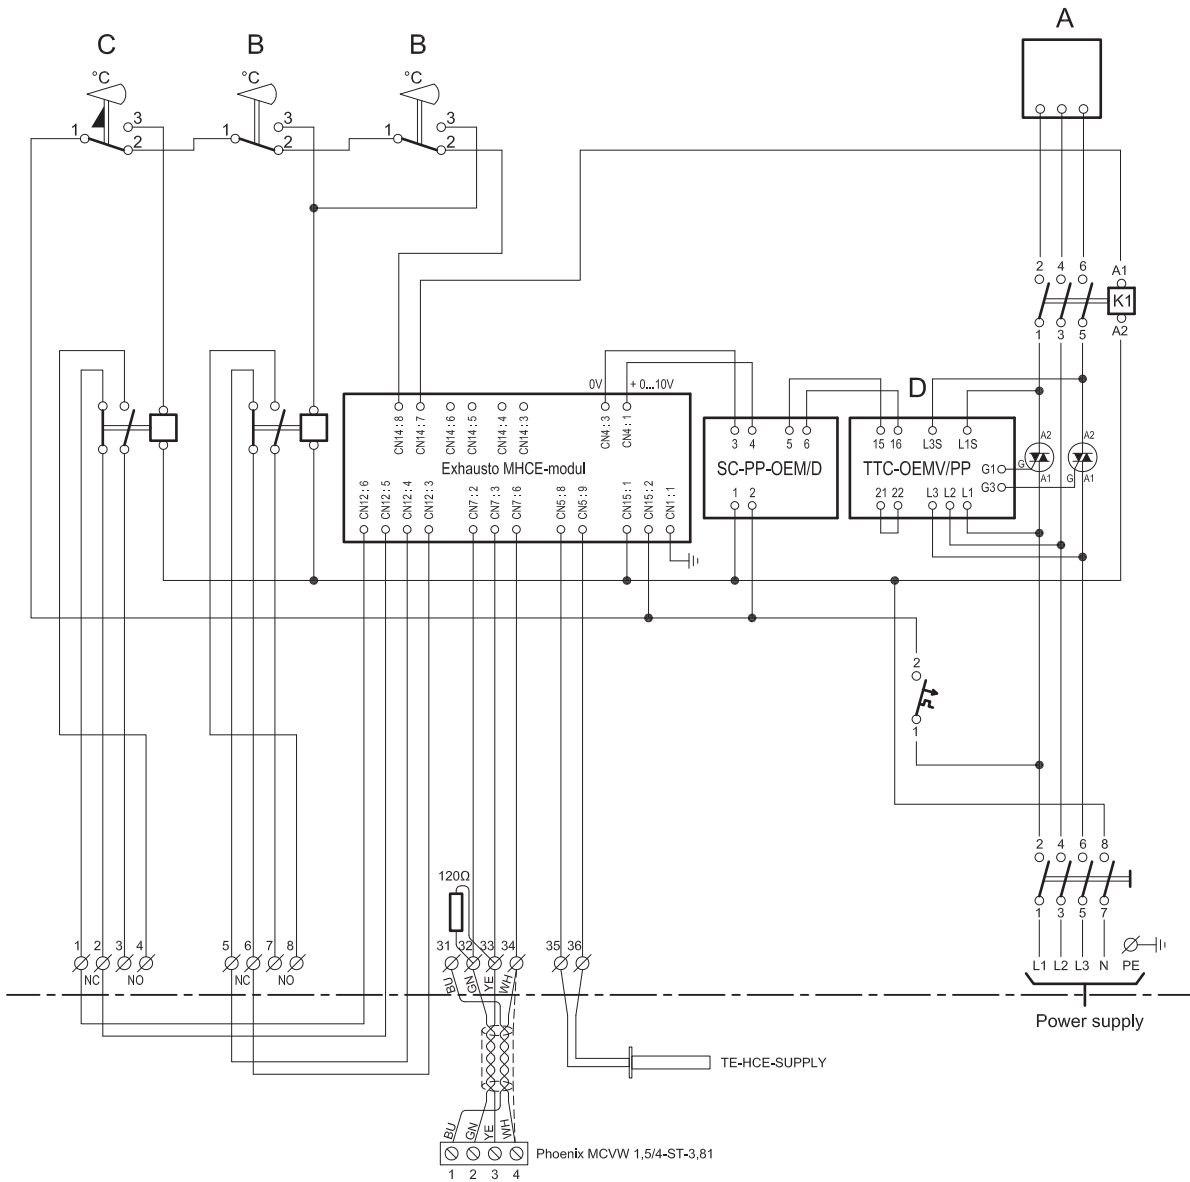 C B B A
°C °C °C
1 3 2 1 3 2 1 3 2
2 4 6 A1
K1
1 3 5 A2
0V + 0...10V
D
CN14:8 CN14:7 CN14:6 CN14:5 CN14:4 CN14:3 CN4:3 CN4:1
Exhausto MHCE-modul
CN12:6 CN12:5 CN12:4 CN12:3 CN7:2 CN7:3 CN7:6 CN5:8 CN5:9 CN15:1 CN15:2 CN1:1
3 4 5 6
SC-PP-OEM/D
1 2
15 16 L3S L1S
TTC-OEMV/PP
G1
G3
21 22 L3 L2 L1
A2 A2
G G
A1 A1
2
1
2 4 6 8
1 3 5 7
L1 L2 L3 N PE
Power supply
120Ω
1 2 3 4 5 6 7 8 31 32 33 34 35 36
NC NO NC NO
BU GN YE WH
TE-HCE-SUPPLY
BU GN YE WH
Phoenix MCVW 1,5/4-ST-3,81
1 2 3 4